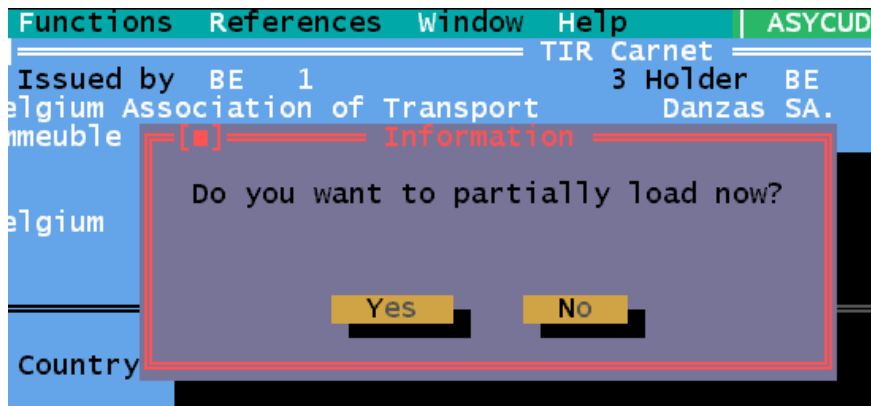 Functions References Window Help | ASYCUD
TIR Carnet
Issued by BE 1 3 Holder BE
elgium Association of Transport Danzas SA.
mmeuble
Information
Do you want to partially load now?
elgium
Yes No
Country